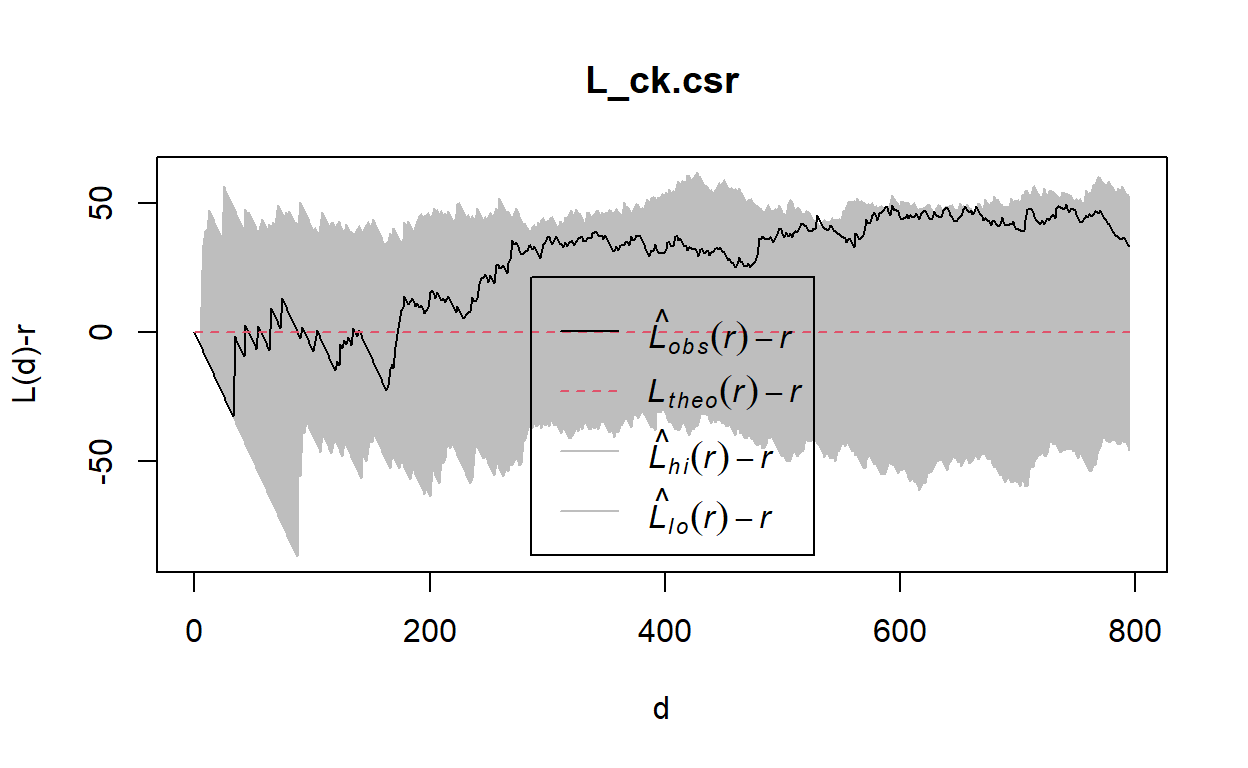 L_ck.csr
L(d)-r
50
0
-50
L̂obs(r) – r
Ltheo(r) – r
L̂hi(r) – r
L̂lo(r) – r
0 200 400 600 800
d